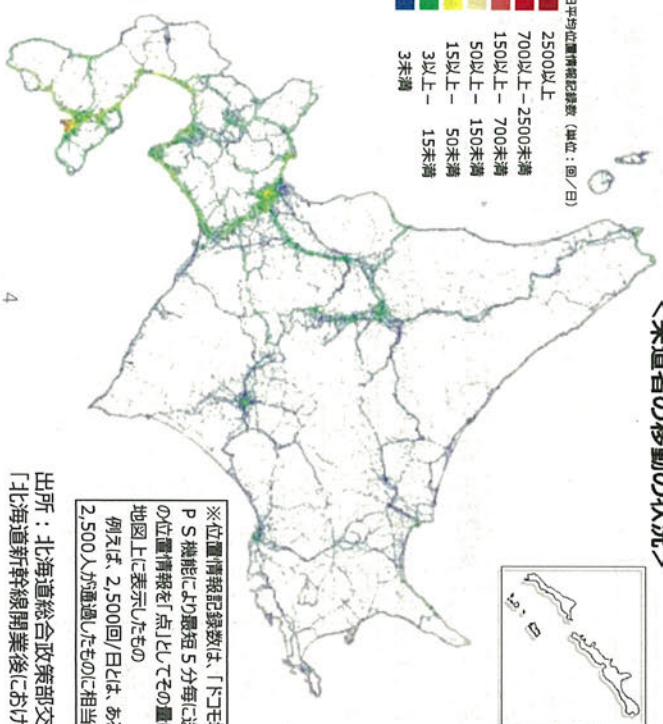 ＜来道者の移動の状況＞
日平均位置情報記録数（単位：回／日）
2500以上
700以上－2500未満
150以上－ 700未満
50以上－ 150未満
15以上－ 50未満
3以上－ 15未満
3未満
※位置情報記録数は、「ドコモ
PS機能により最短5分毎に
の位置情報を「点」としてその量
地図上に表示したもの
例えば、2,500回/日とは、あ
2,500人が通過したものに相当
出所：北海道総合政策部交
「北海道新幹線開業後におけ
4